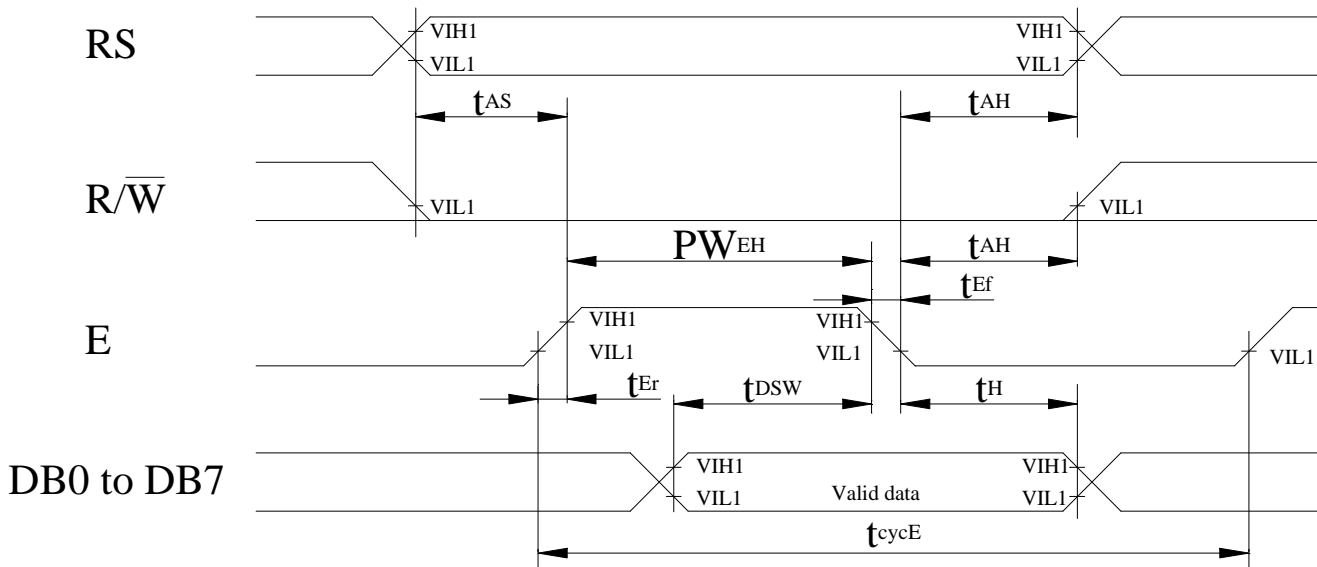 RS
VIH1
VIH1
VIL1
VIL1
tAS
tAH
R/W̅
VIL1
VIL1
PWEH
tAH
tEf
E
VIH1
VIH1
VIL1
VIL1
VIL1
tEr
tDSW
tH
DB0 to DB7
VIH1
VIH1
VIL1
Valid data
VIL1
tcycE